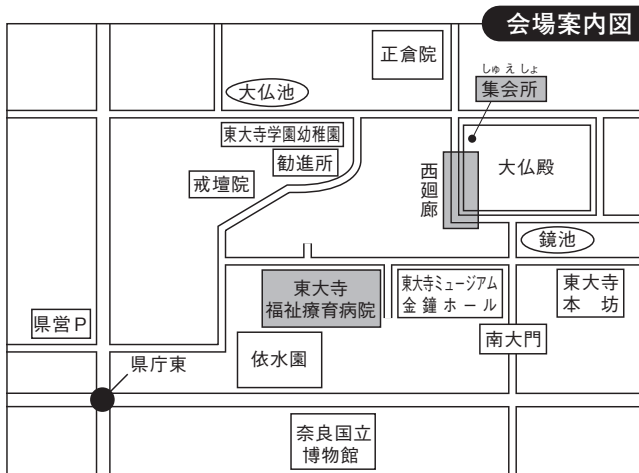 会場案内図
正倉院
しゅえしょ
集会所
大仏池
東大寺学園幼稚園
勧進所
戒壇院
西廻廊
大仏殿
鏡池
東大寺
福祉療育病院
東大寺ミュージアム
金鐘ホール
東大寺
本坊
県営P
南大門
県庁東
依水園
奈良国立
博物館